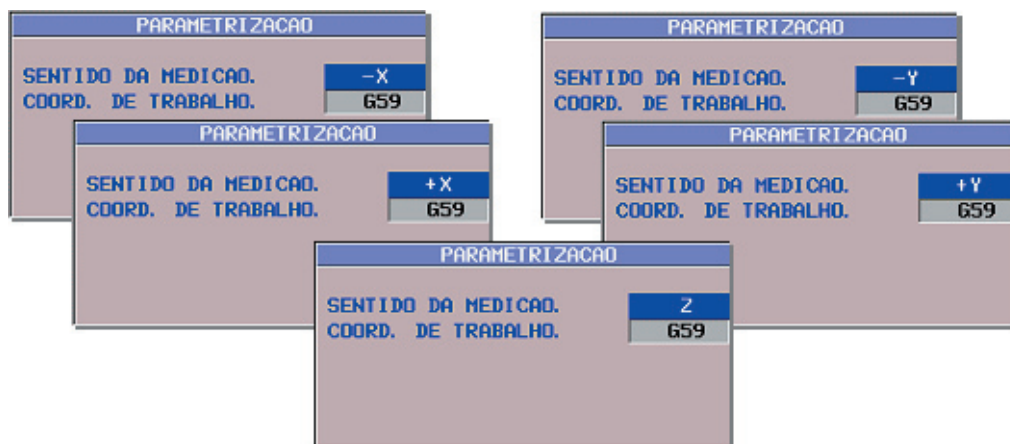 PARAMETRIZACAO
SENTIDO DA MEDICAO. -X
COORD. DE TRABALHO. G59
PARAMETRIZACAO
SENTIDO DA MEDICAO. +X
COORD. DE TRABALHO. G59
PARAMETRIZACAO
SENTIDO DA MEDICAO. -Y
COORD. DE TRABALHO. G59
PARAMETRIZACAO
SENTIDO DA MEDICAO. +Y
COORD. DE TRABALHO. G59
PARAMETRIZACAO
SENTIDO DA MEDICAO. Z
COORD. DE TRABALHO. G59